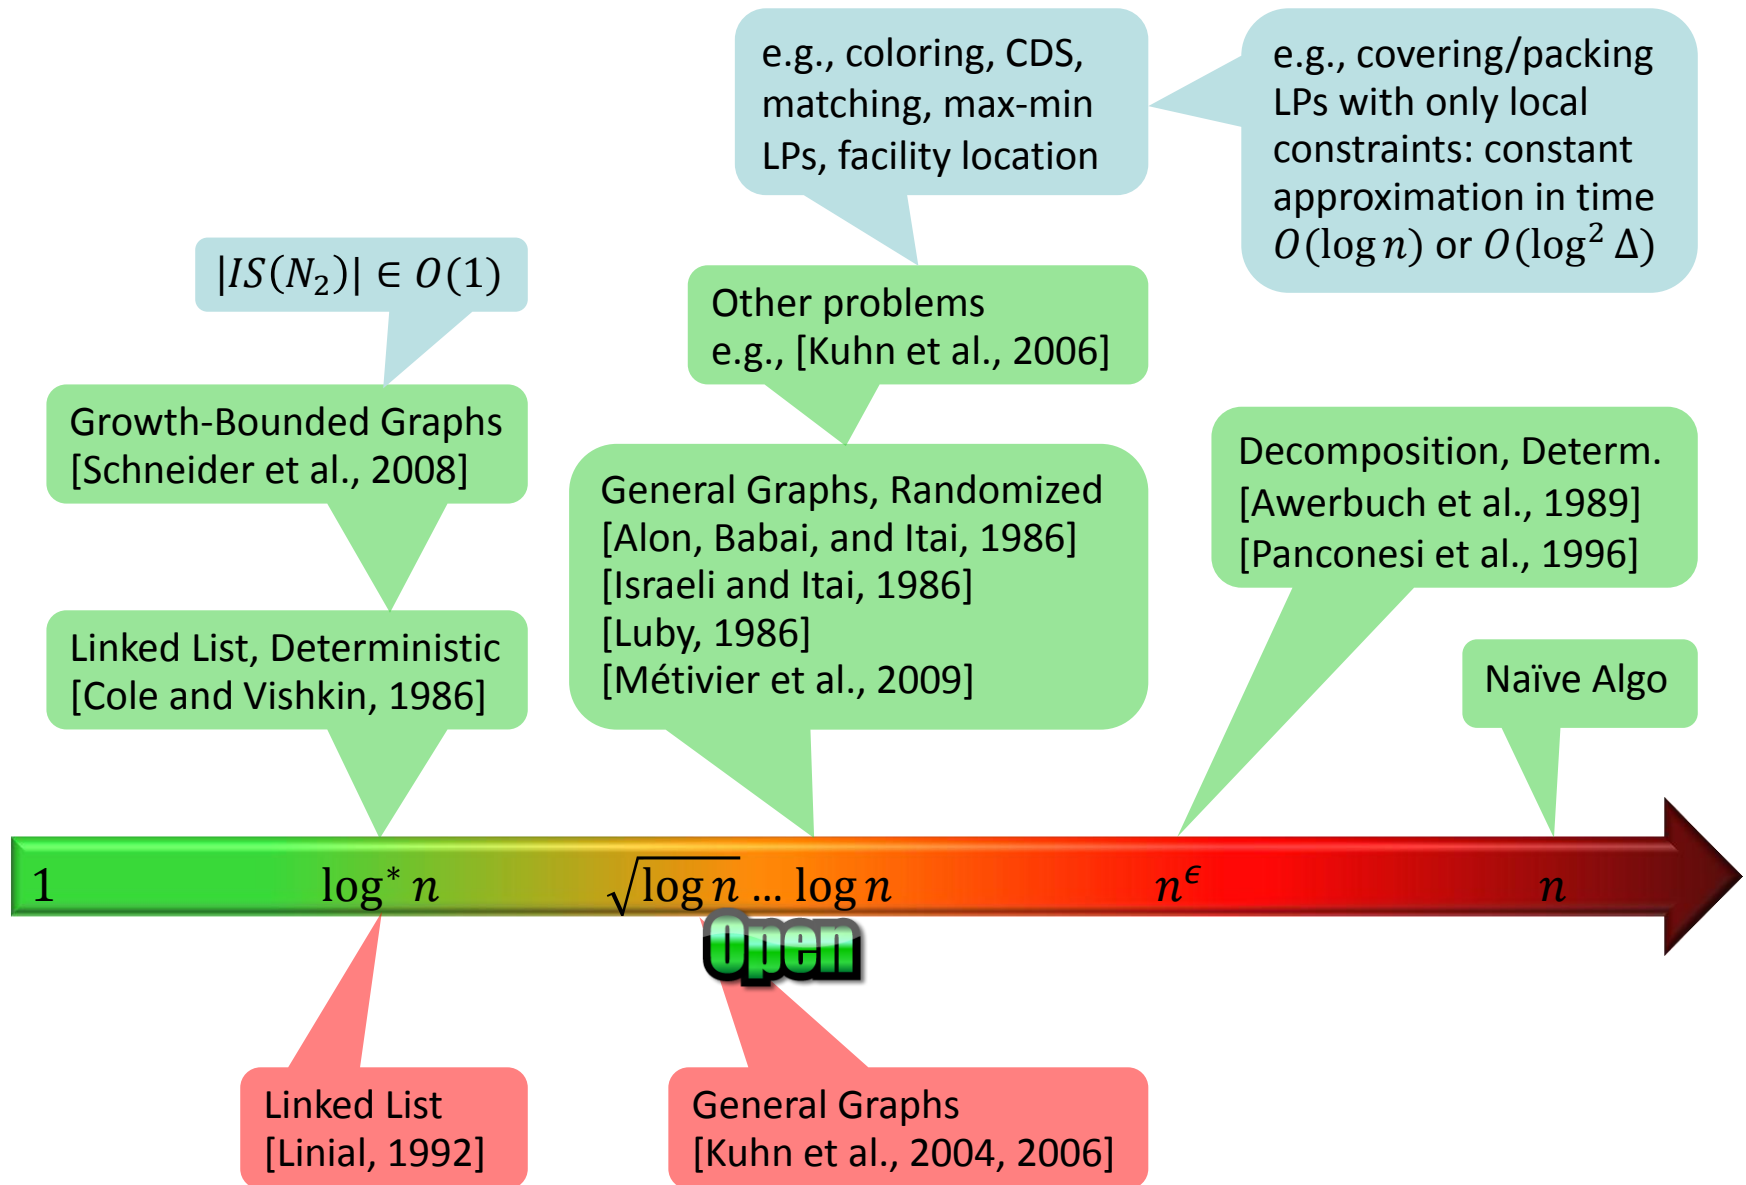 e.g., coloring, CDS,
matching, max-min
LPs, facility location
e.g., covering/packing
LPs with only local
constraints: constant
approximation in time
O(log n) or O(log² Δ)
|IS(N₂)| ∈ O(1)
Other problems
e.g., [Kuhn et al., 2006]
Growth-Bounded Graphs
[Schneider et al., 2008]
General Graphs, Randomized
[Alon, Babai, and Itai, 1986]
[Israeli and Itai, 1986]
[Luby, 1986]
[Métivier et al., 2009]
Decomposition, Determ.
[Awerbuch et al., 1989]
[Panconesi et al., 1996]
Linked List, Deterministic
[Cole and Vishkin, 1986]
Naïve Algo
1 log* n √(log n) ... log n n^ϵ n
Open
Linked List
[Linial, 1992]
General Graphs
[Kuhn et al., 2004, 2006]